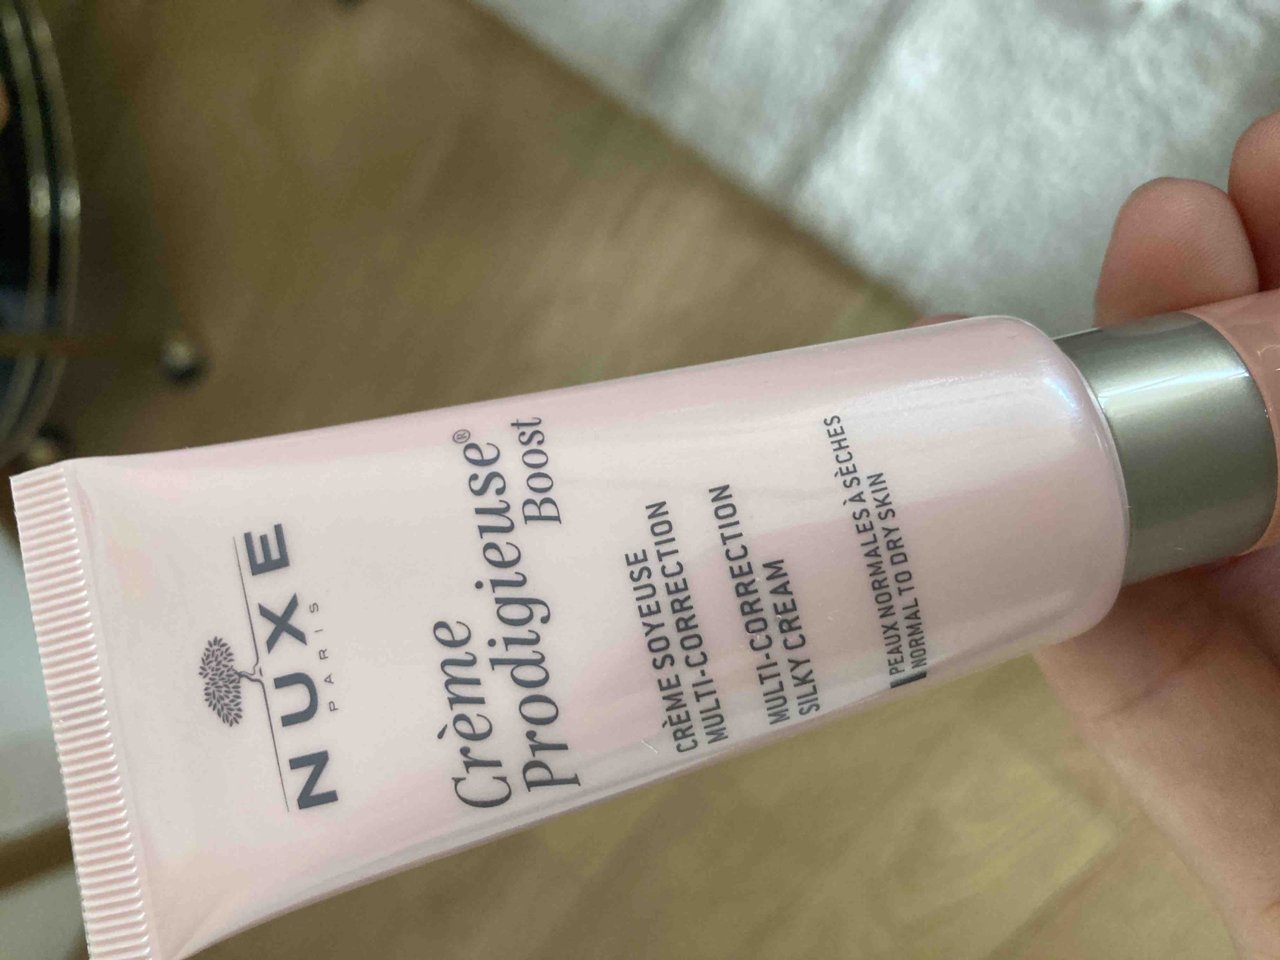 NUXE
PARIS
Crème
Prodigieuse®
Boost
CRÈME SOYEUSE
MULTI-CORRECTION
MULTI-CORRECTION
SILKY CREAM
PEAUX NORMALES À SÈCHES
NORMAL TO DRY SKIN